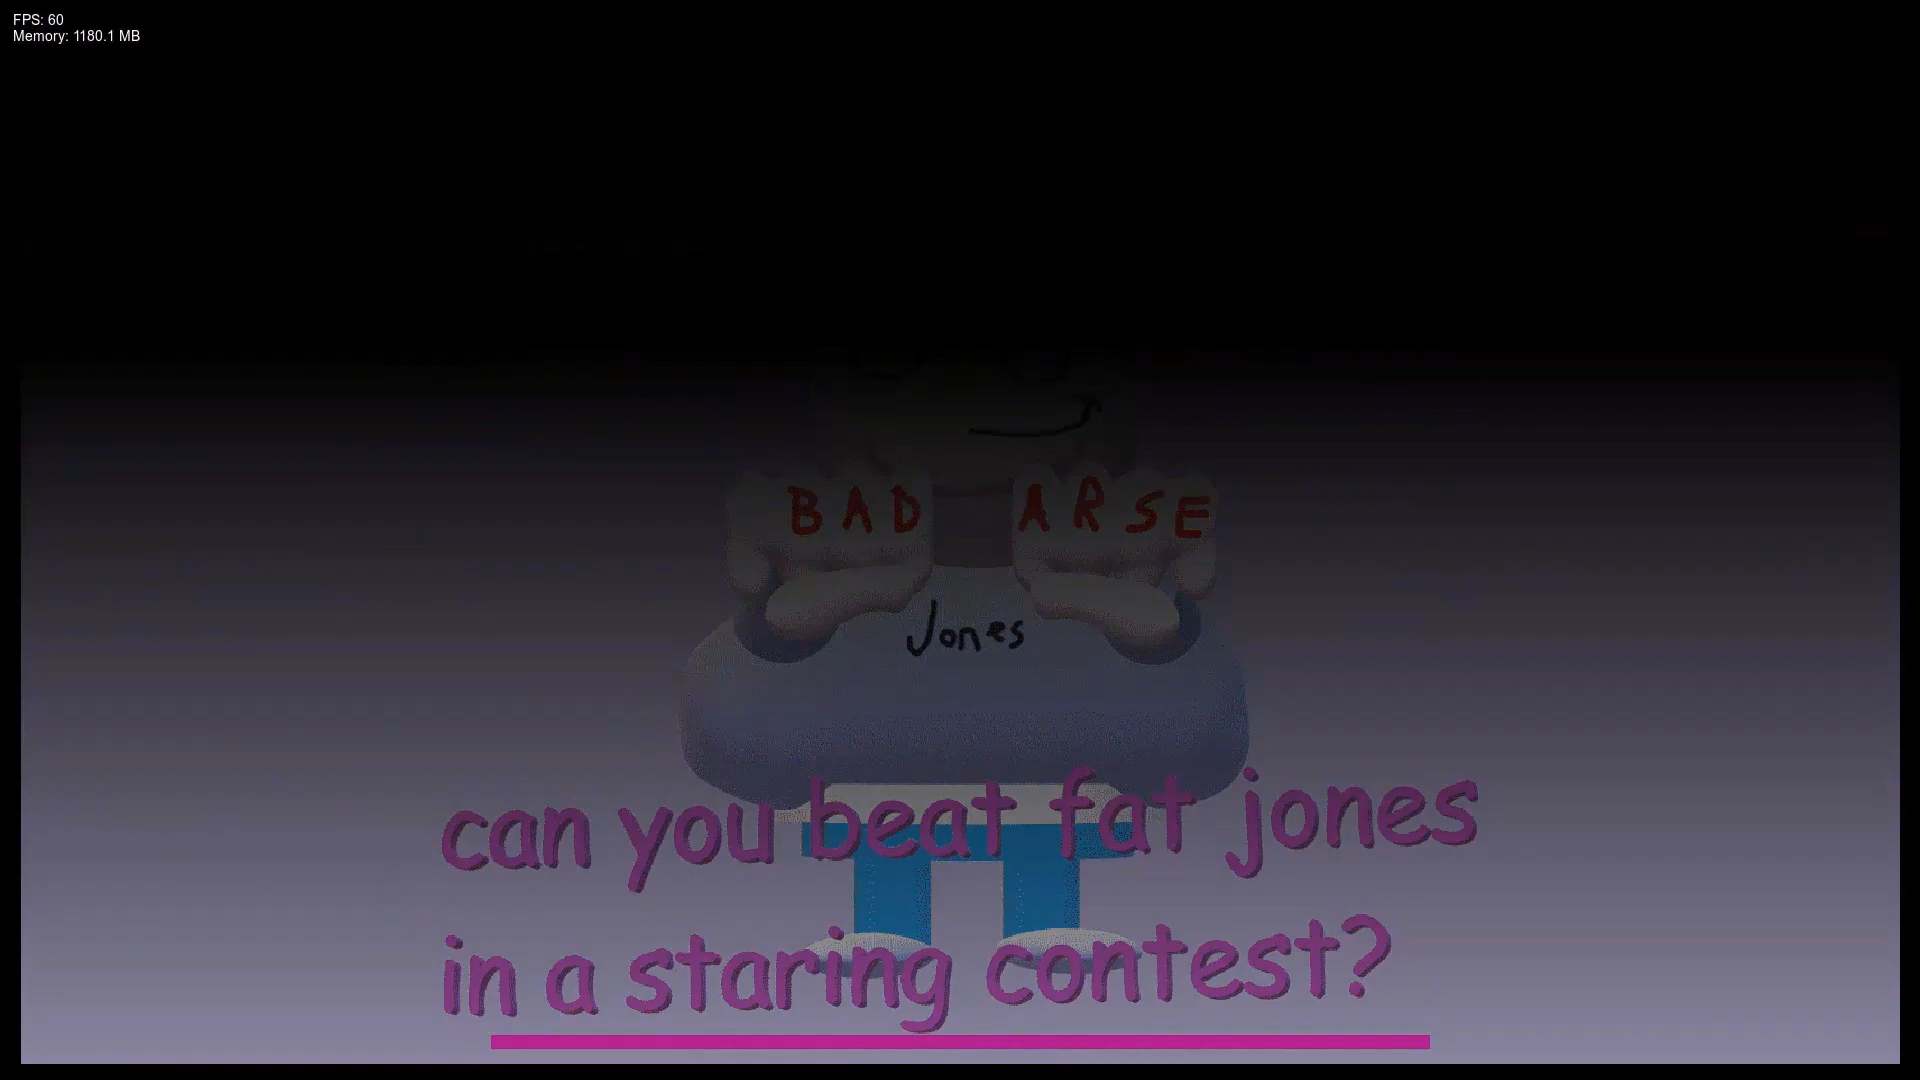 FPS: 60
Memory: 1180.1 MB
BAD ARSE
Jones
can you beat fat jones
in a staring contest?